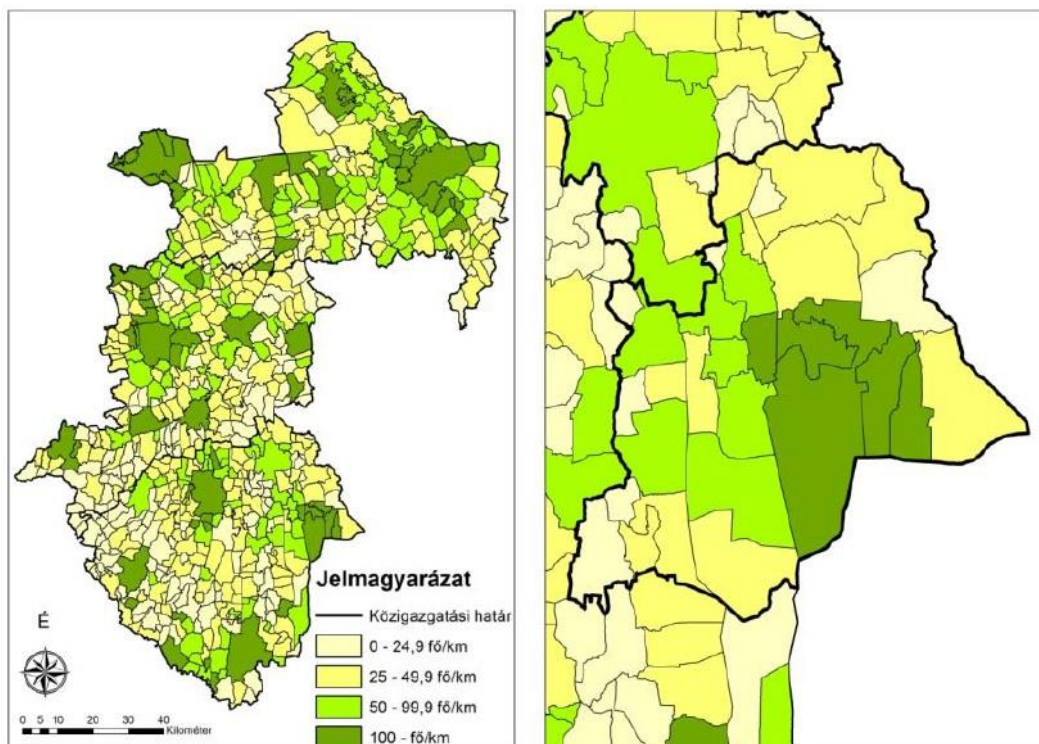 Jelmagyarázat
Közigazgatási határ
0 - 24,9 fő/km
25 - 49,9 fő/km
50 - 99,9 fő/km
100 - fő/km
É
0 5 10 20 30 40
Kilométer